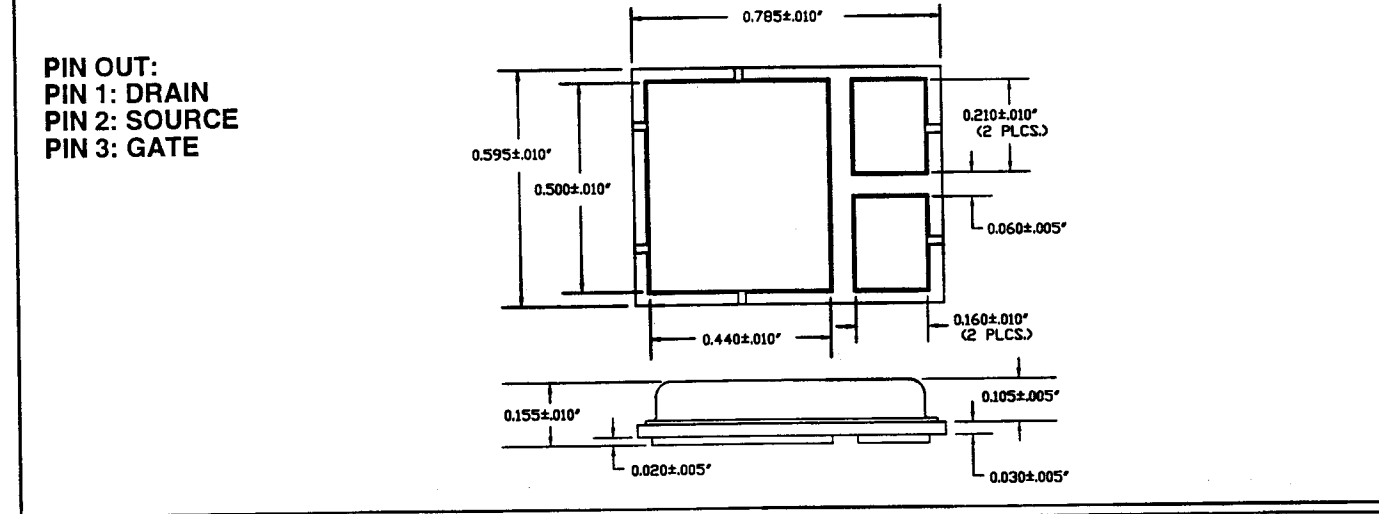 0.785±.010"
PIN OUT:
PIN 1: DRAIN
PIN 2: SOURCE
PIN 3: GATE
0.210±.010"
(2 PLCS.)
0.595±.010"
0.500±.010"
0.060±.005"
0.160±.010"
(2 PLCS.)
0.440±.010"
0.155±.010"
0.105±.005"
0.020±.005"
0.030±.005"